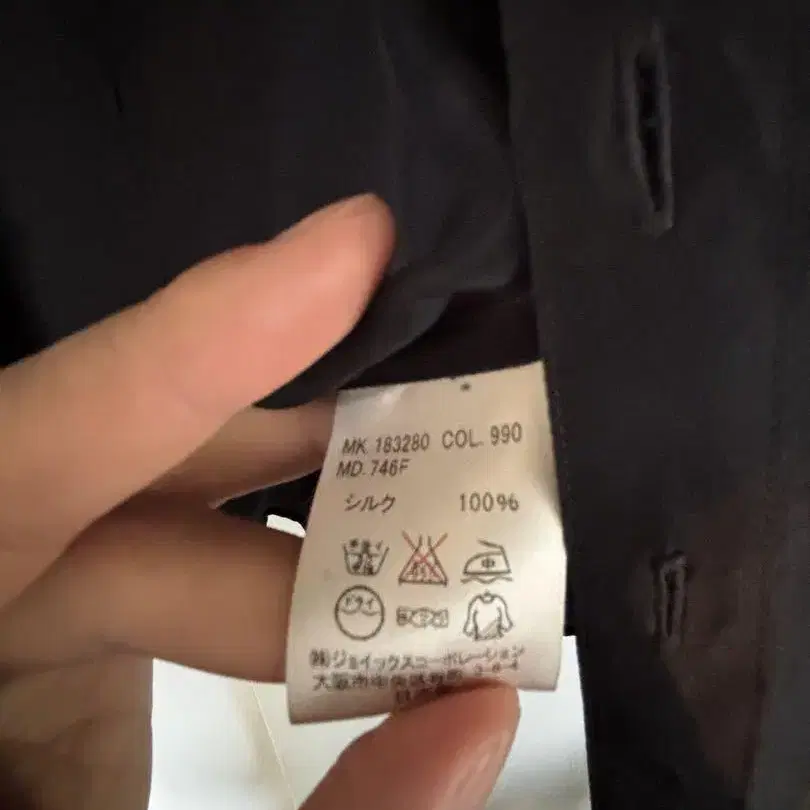 MK. 183280 COL. 990
MD. 746F
シルク 100%
中
ドライ
㈱ジョイックスコーポレーション
大阪市中央